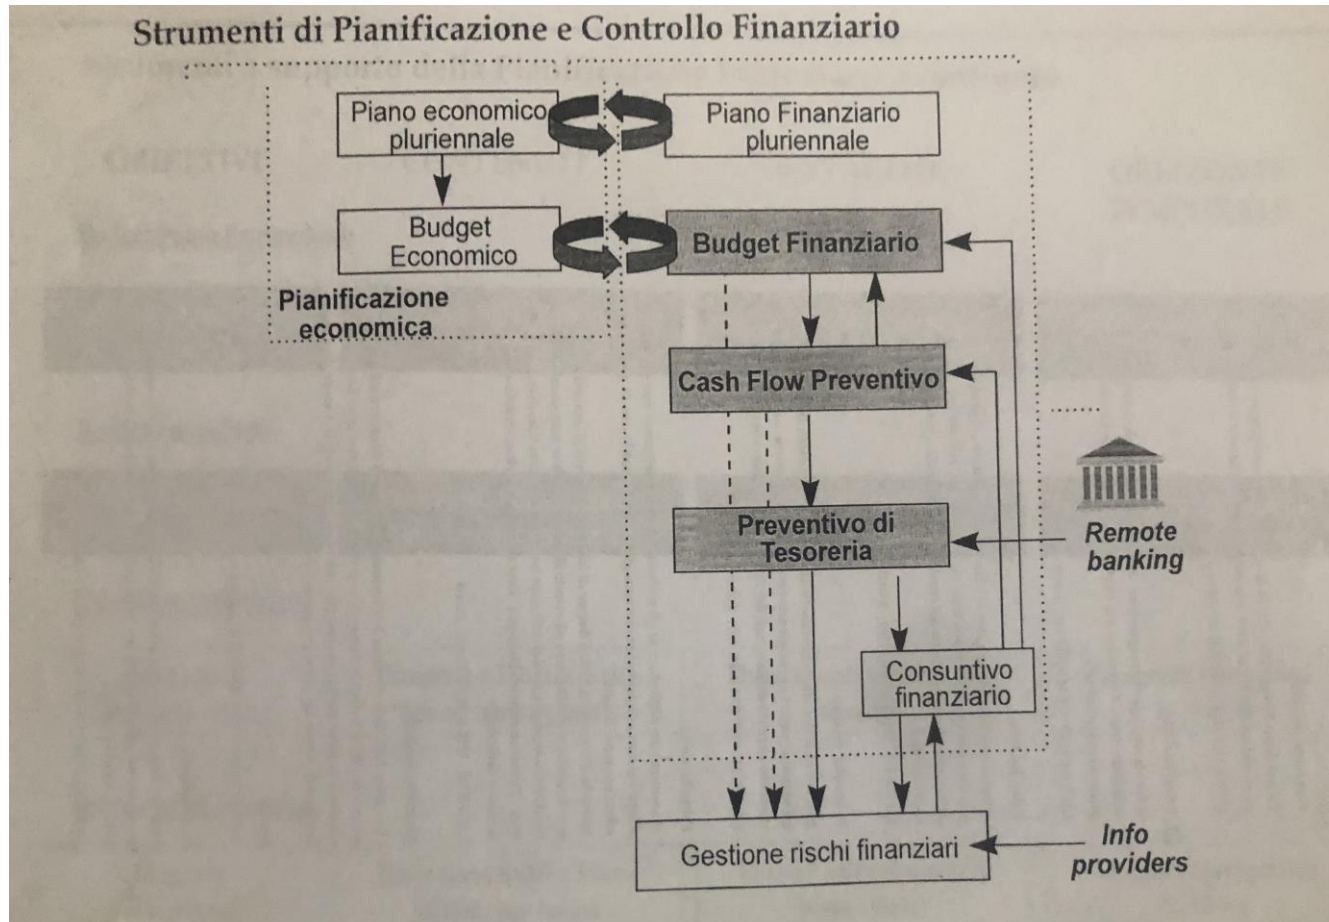 Strumenti di Pianificazione e Controllo Finanziario
Piano economico
pluriennale
Piano Finanziario
pluriennale
Budget
Economico
Budget Finanziario
Pianificazione
economica
Cash Flow Preventivo
Preventivo di
Tesoreria
Remote
banking
Consuntivo
finanziario
Gestione rischi finanziari
Info
providers